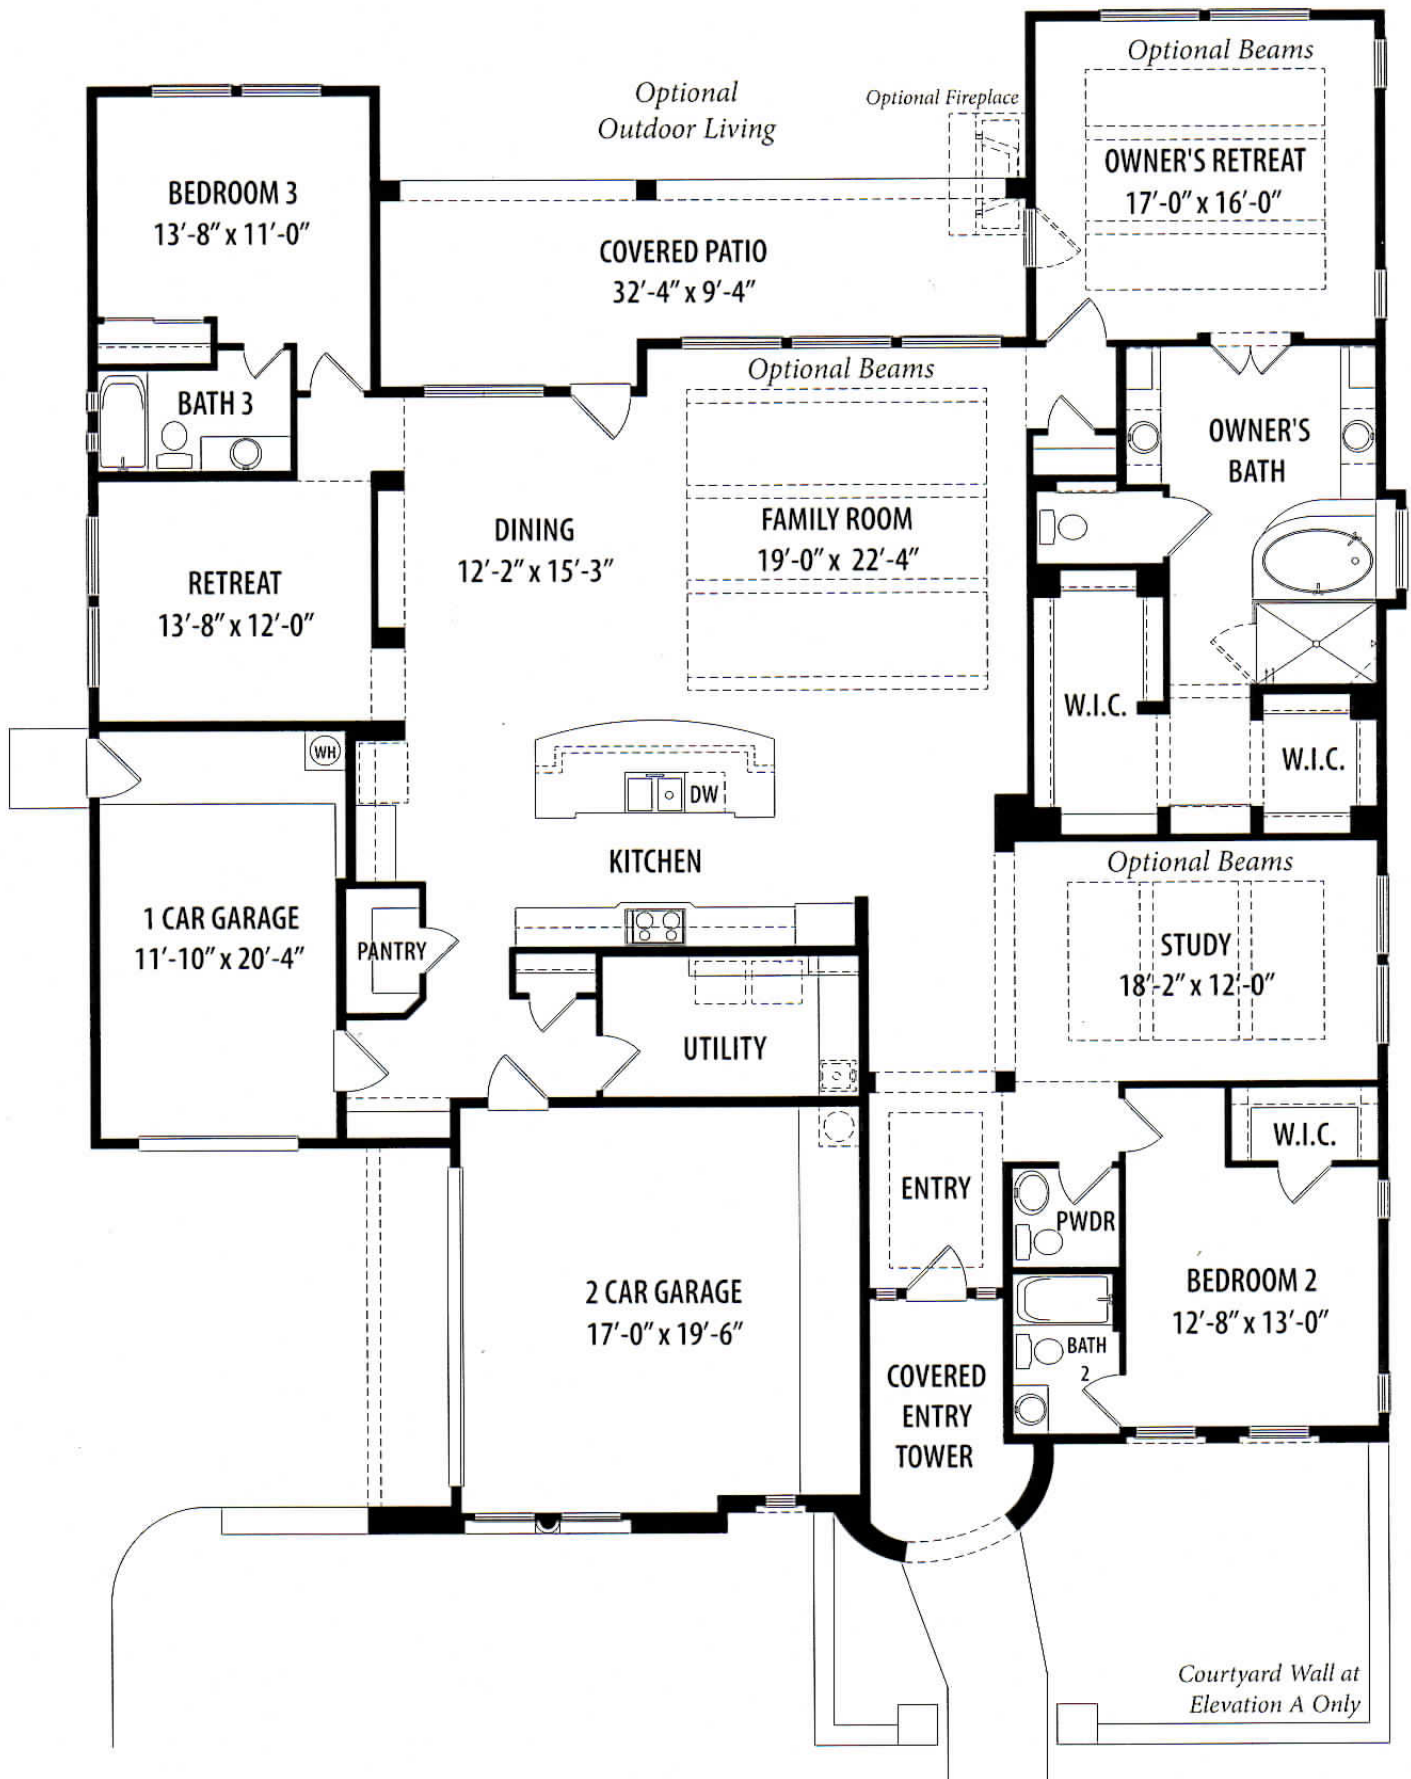 Optional Beams
OWNER'S RETREAT
17'-0" x 16'-0"
Optional
Outdoor Living
Optional Fireplace
BEDROOM 3
13'-8" x 11'-0"
COVERED PATIO
32'-4" x 9'-4"
Optional Beams
FAMILY ROOM
19'-0" x 22'-4"
BATH 3
OWNER'S
BATH
DINING
12'-2" x 15'-3"
RETREAT
13'-8" x 12'-0"
W.I.C.
W.I.C.
WH
DW
KITCHEN
1 CAR GARAGE
11'-10" x 20'-4"
PANTRY
Optional Beams
STUDY
18'-2" x 12'-0"
UTILITY
W.I.C.
ENTRY
PWDR
BEDROOM 2
12'-8" x 13'-0"
2 CAR GARAGE
17'-0" x 19'-6"
BATH
2
COVERED
ENTRY
TOWER
Courtyard Wall at
Elevation A Only